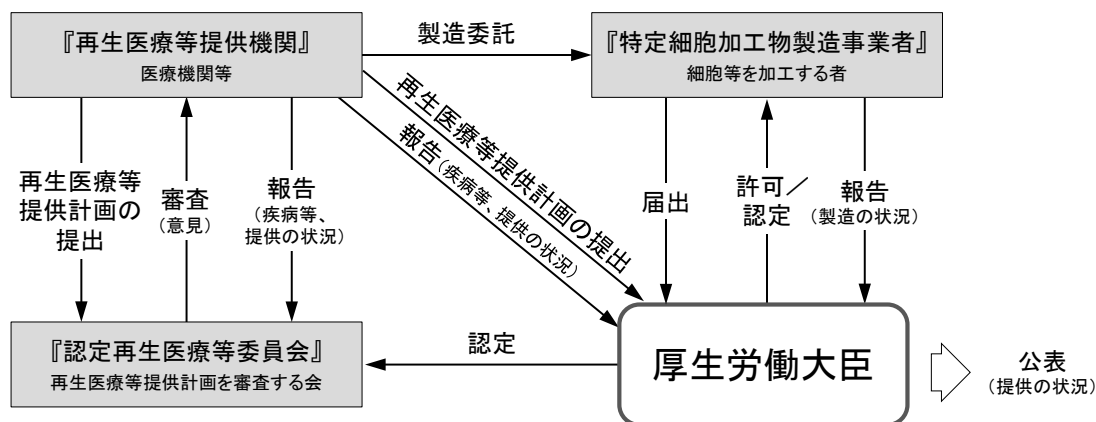 『再生医療等提供機関』
医療機関等
製造委託
『特定細胞加工物製造事業者』
細胞等を加工する者
再生医療等
提供計画の
提出
審査
(意見)
報告
(疾病等、
提供の状況)
再生医療等提供計画の提出
報告(疾病等、提供の状況)
届出
許可/
認定
報告
(製造の状況)
『認定再生医療等委員会』
再生医療等提供計画を審査する会
認定
厚生労働大臣
公表
(提供の状況)